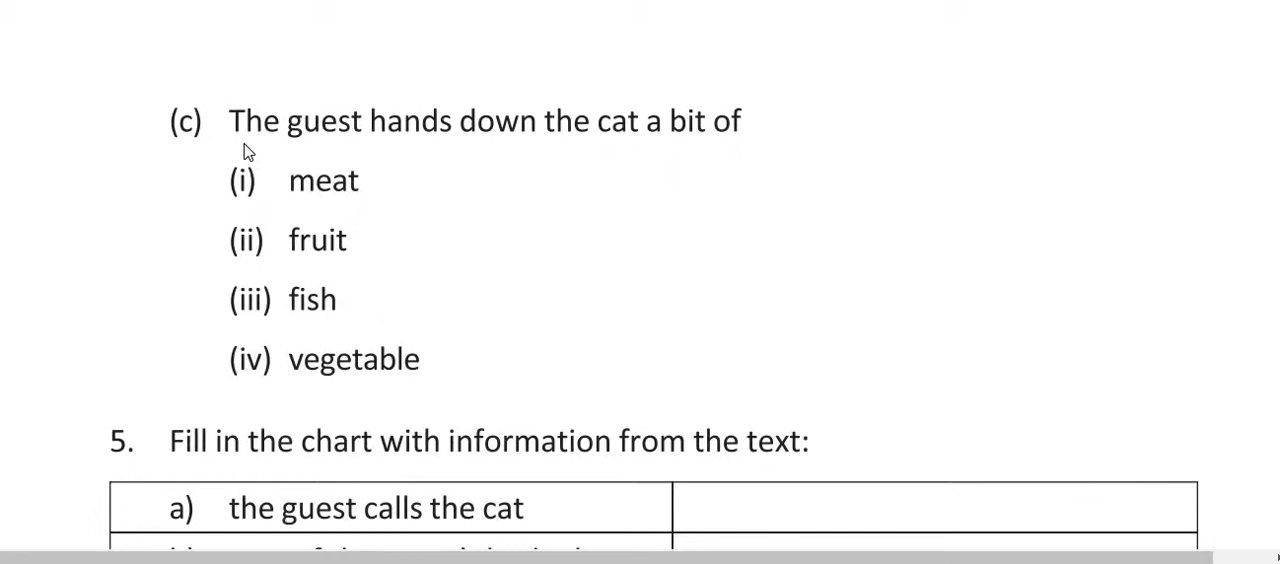 (c) The guest hands down the cat a bit of
(i) meat
(ii) fruit
(iii) fish
(iv) vegetable
5. Fill in the chart with information from the text:
a) the guest calls the cat